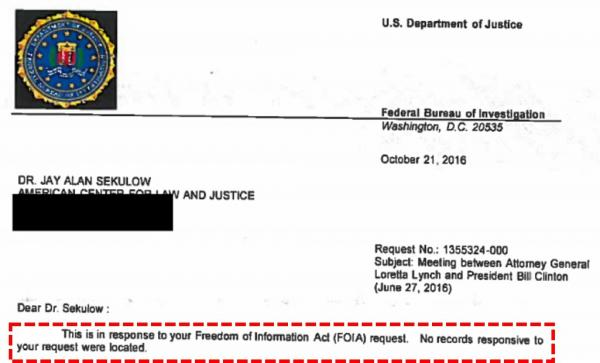 U.S. Department of Justice
Federal Bureau of Investigation
Washington, D.C. 20535
October 21, 2016
DR. JAY ALAN SEKULOW
AMERICAN CENTER FOR LAW AND JUSTICE
Request No.: 1355324-000
Subject: Meeting between Attorney General
Loretta Lynch and President Bill Clinton
(June 27, 2016)
Dear Dr. Sekulow :
This is in response to your Freedom of Information Act (FOIA) request. No records responsive to
your request were located.